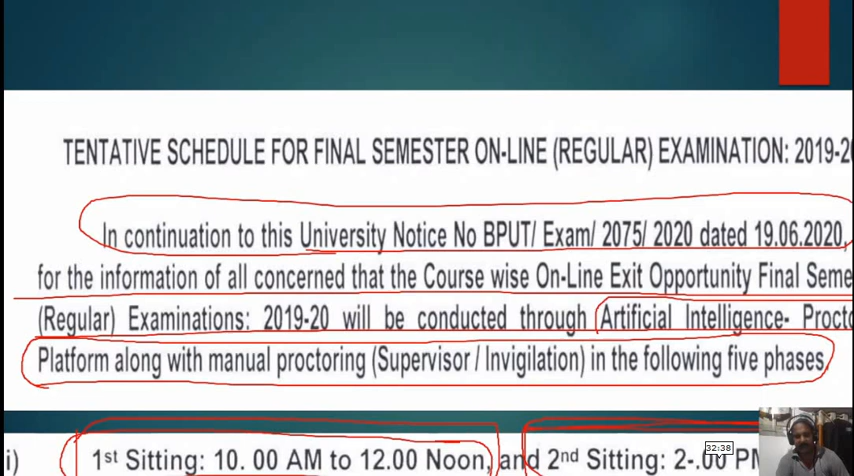 TENTATIVE SCHEDULE FOR FINAL SEMESTER ON-LINE (REGULAR) EXAMINATION: 2019-2
In continuation to this University Notice No BPUT/ Exam/ 2075/ 2020 dated 19.06.2020,
for the information of all concerned that the Course wise On-Line Exit Opportunity Final Seme
(Regular) Examinations: 2019-20 will be conducted through Artificial Intelligence- Procto
Platform along with manual proctoring (Supervisor / Invigilation) in the following five phases
i) 1st Sitting: 10. 00 AM to 12.00 Noon, and 2nd Sitting: 2-.00 PM
32:38